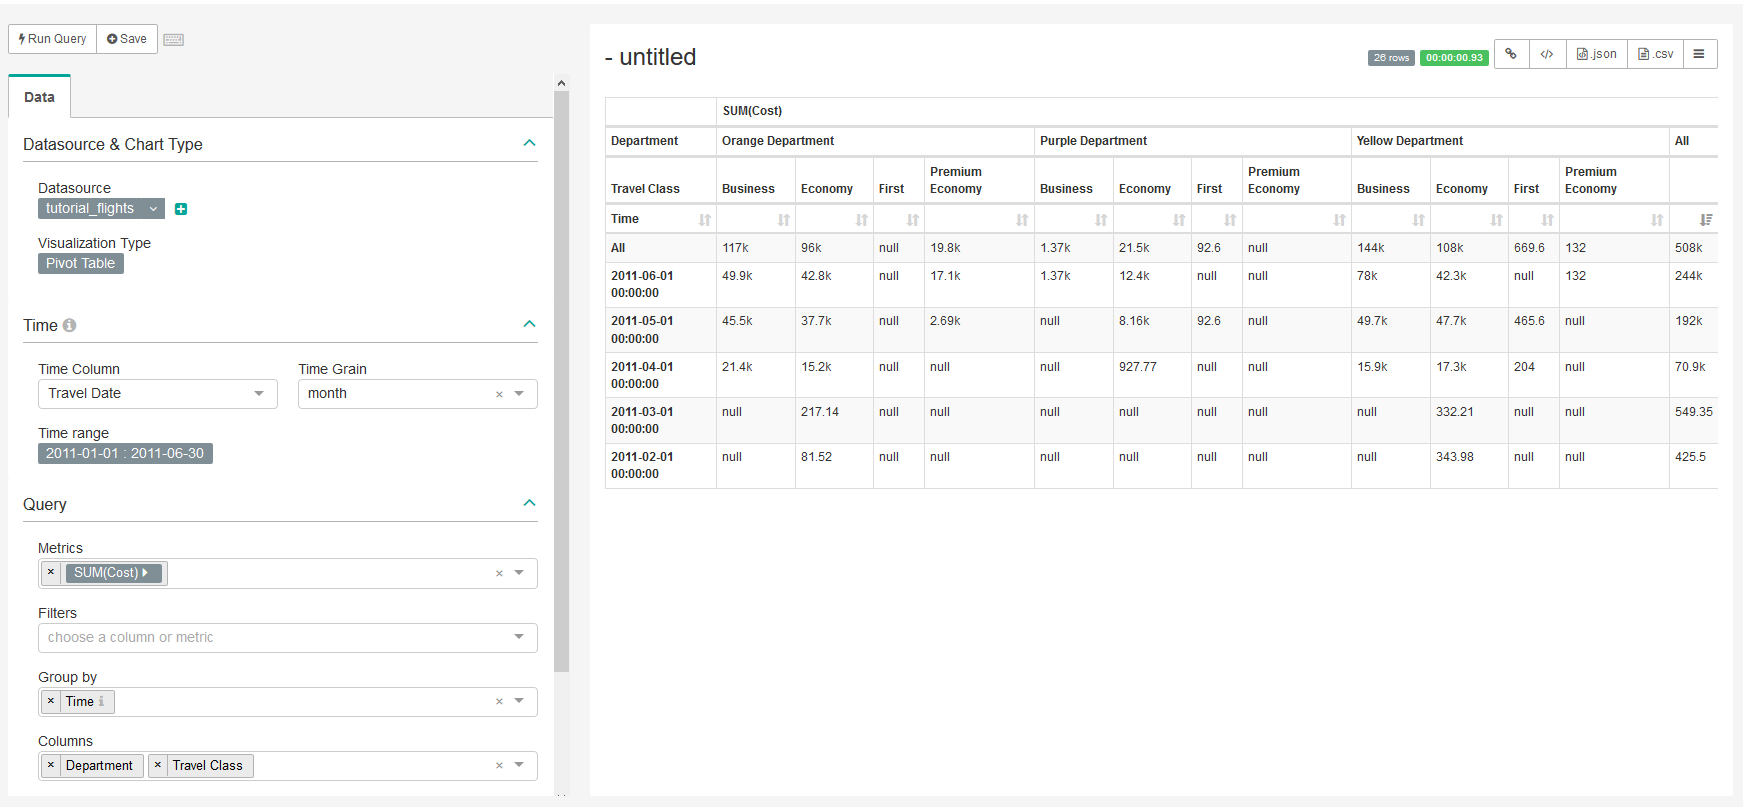 Run Query Save
Data
Datasource & Chart Type
Datasource
tutorial_flights
Visualization Type
Pivot Table
Time
Time Column Time Grain
Travel Date month
Time range
2011-01-01 : 2011-06-30
Query
Metrics
× SUM(Cost) ×
Filters
choose a column or metric
Group by
× Time ×
Columns
× Department × Travel Class ×
- untitled
26 rows 00:00:00.93 </> .json .csv
SUM(Cost)
Department Orange Department Purple Department Yellow Department All
Travel Class Business Economy First Premium Economy Business Economy First Premium Economy Business Economy First Premium Economy
Time
All 117k 96k null 19.8k 1.37k 21.5k 92.6 null 144k 108k 669.6 132 508k
2011-06-01 00:00:00 49.9k 42.8k null 17.1k 1.37k 12.4k null null 78k 42.3k null 132 244k
2011-05-01 00:00:00 45.5k 37.7k null 2.69k null 8.16k 92.6 null 49.7k 47.7k 465.6 null 192k
2011-04-01 00:00:00 21.4k 15.2k null null null 927.77 null null 15.9k 17.3k 204 null 70.9k
2011-03-01 00:00:00 null 217.14 null null null null null null null 332.21 null null 549.35
2011-02-01 00:00:00 null 81.52 null null null null null null null 343.98 null null 425.5